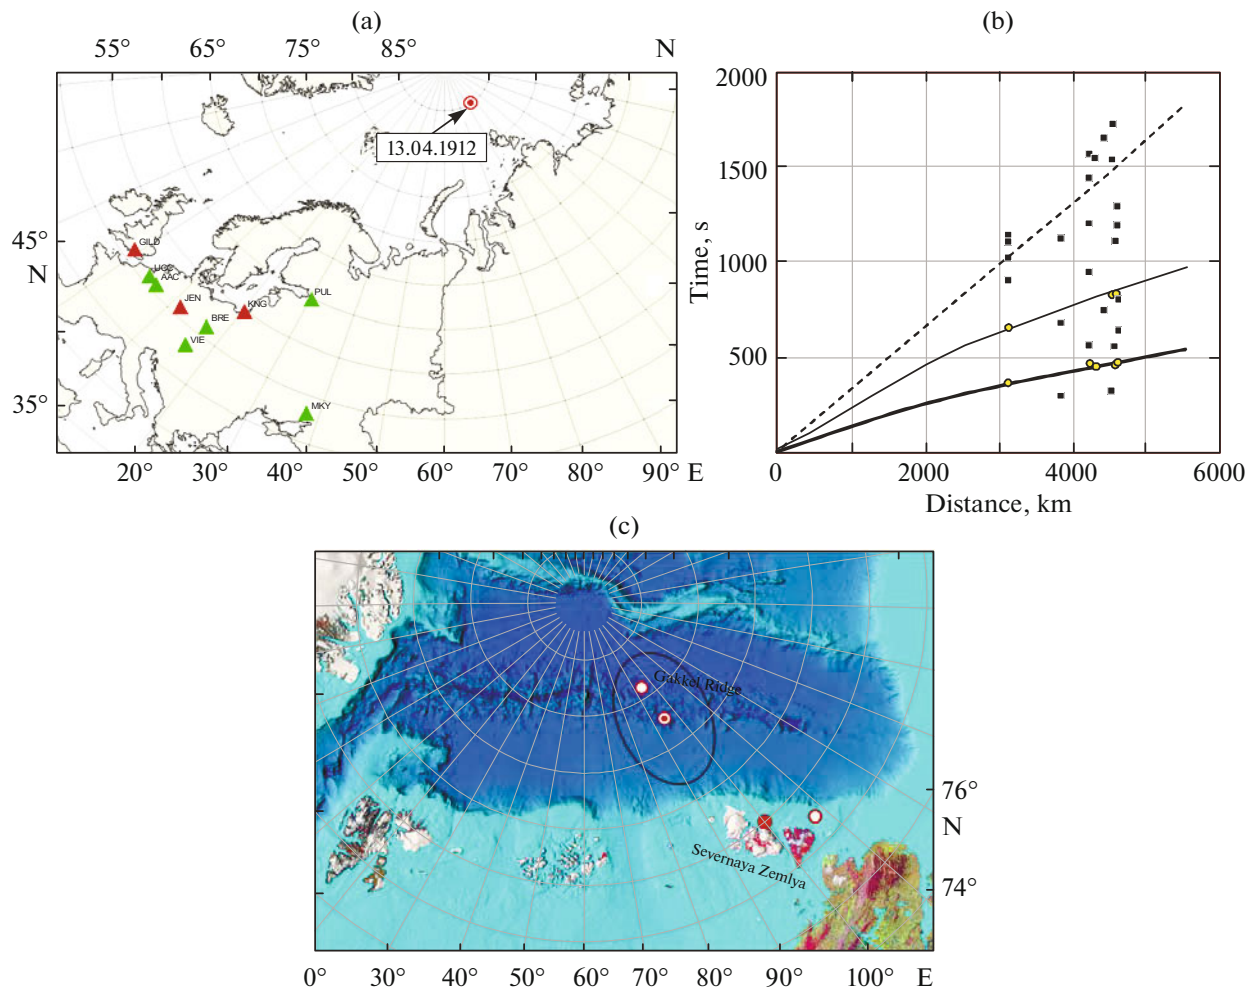 (a)
55° 65° 75° 85° N
13.04.1912
45°
N
35°
GILD
UCC
AAC
JEN
KNG
PUL
BRE
VIE
MKY
20° 30° 40° 50° 60° 70° 80° 90° E
(b)
2000
1500
1000
500
Time, s
0 2000 4000 6000
Distance, km
(c)
Gakkel Ridge
Severnaya Zemlya
76°
N
74°
0° 30° 40° 50° 60° 70° 80° 90° 100° E